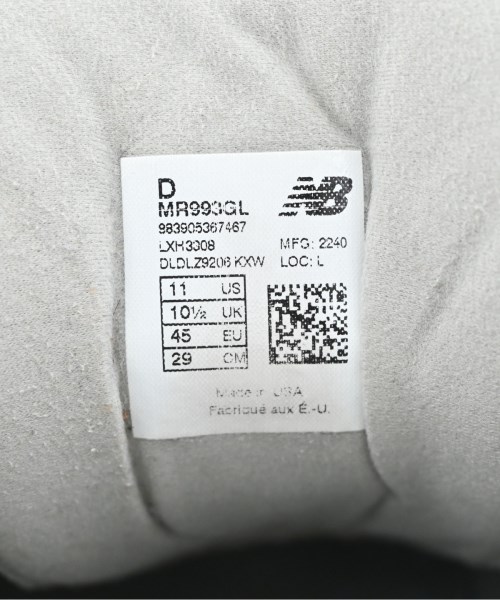 D
NB
MR993GL
983905367467
LXH3308 MFG: 2240
DLDLZ9206 KXW LOC: L
11 US
10½ UK
45 EU
29 CM
Made in USA
Fabriqué aux É.-U.